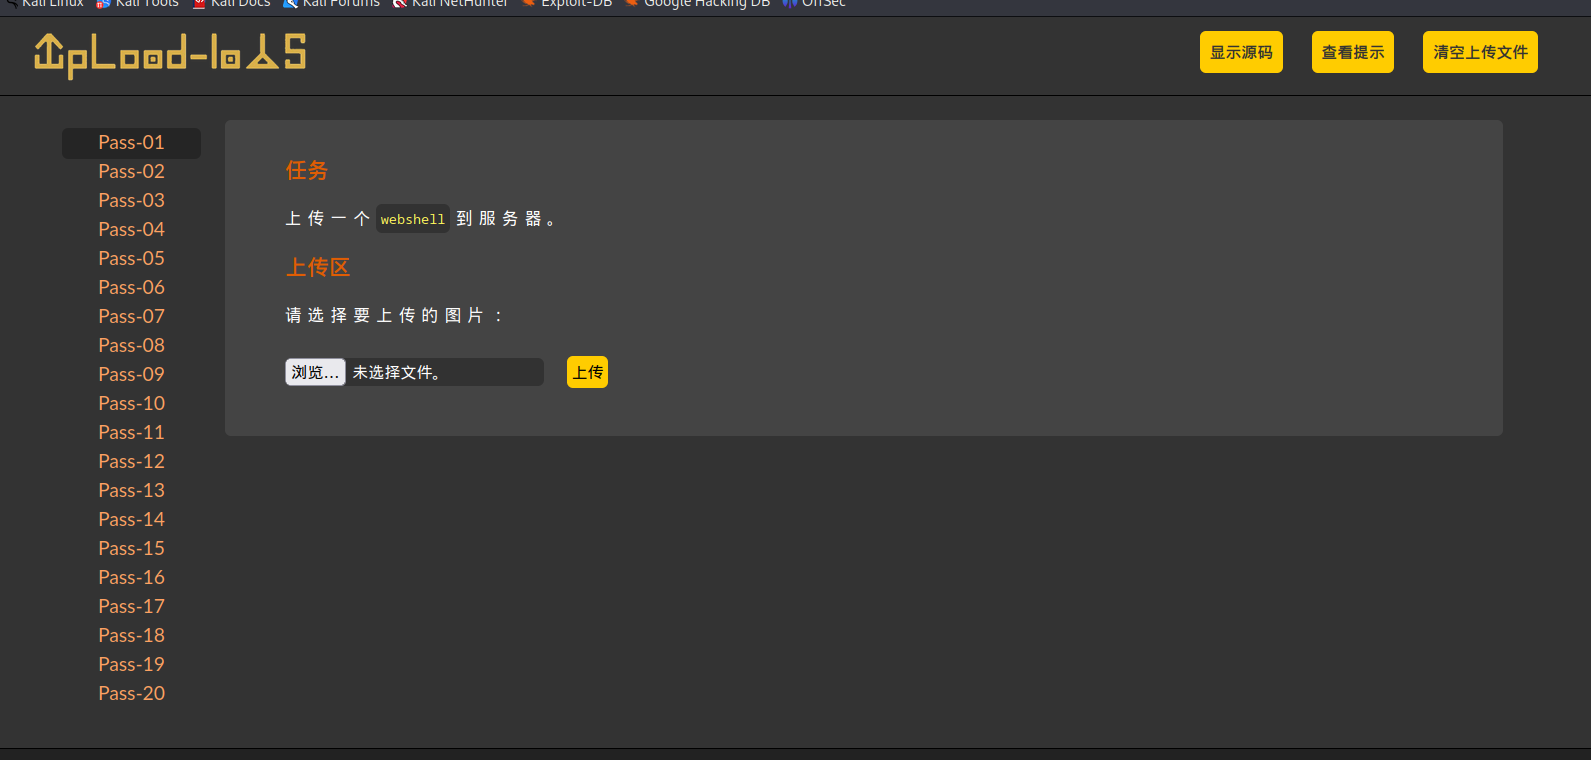 Kali Linux Kali Tools Kali Docs Kali Forums Kali NetHunter Exploit-DB Google Hacking DB OffSec
UpLoad-labs
显示源码 查看提示 清空上传文件
Pass-01
Pass-02
Pass-03
Pass-04
Pass-05
Pass-06
Pass-07
Pass-08
Pass-09
Pass-10
Pass-11
Pass-12
Pass-13
Pass-14
Pass-15
Pass-16
Pass-17
Pass-18
Pass-19
Pass-20
任务
上传一个 webshell 到服务器。
上传区
请选择要上传的图片：
浏览… 未选择文件。 上传